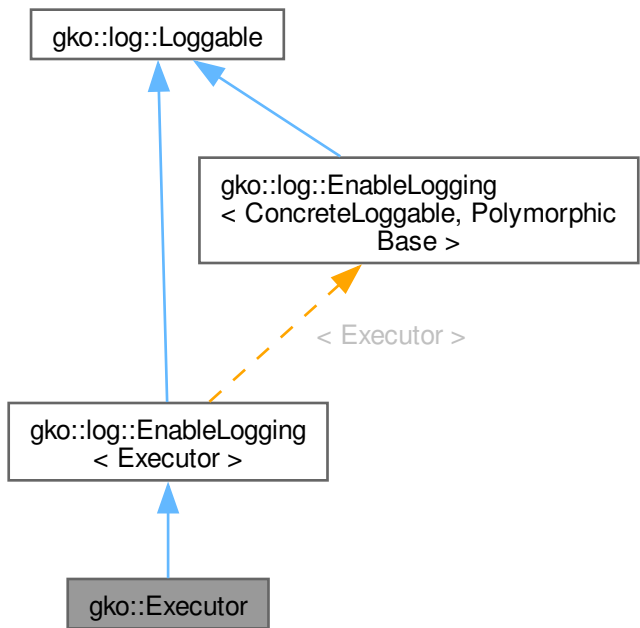 gko::log::Loggable
gko::log::EnableLogging
< ConcreteLoggable, Polymorphic
Base >
< Executor >
gko::log::EnableLogging
< Executor >
gko::Executor